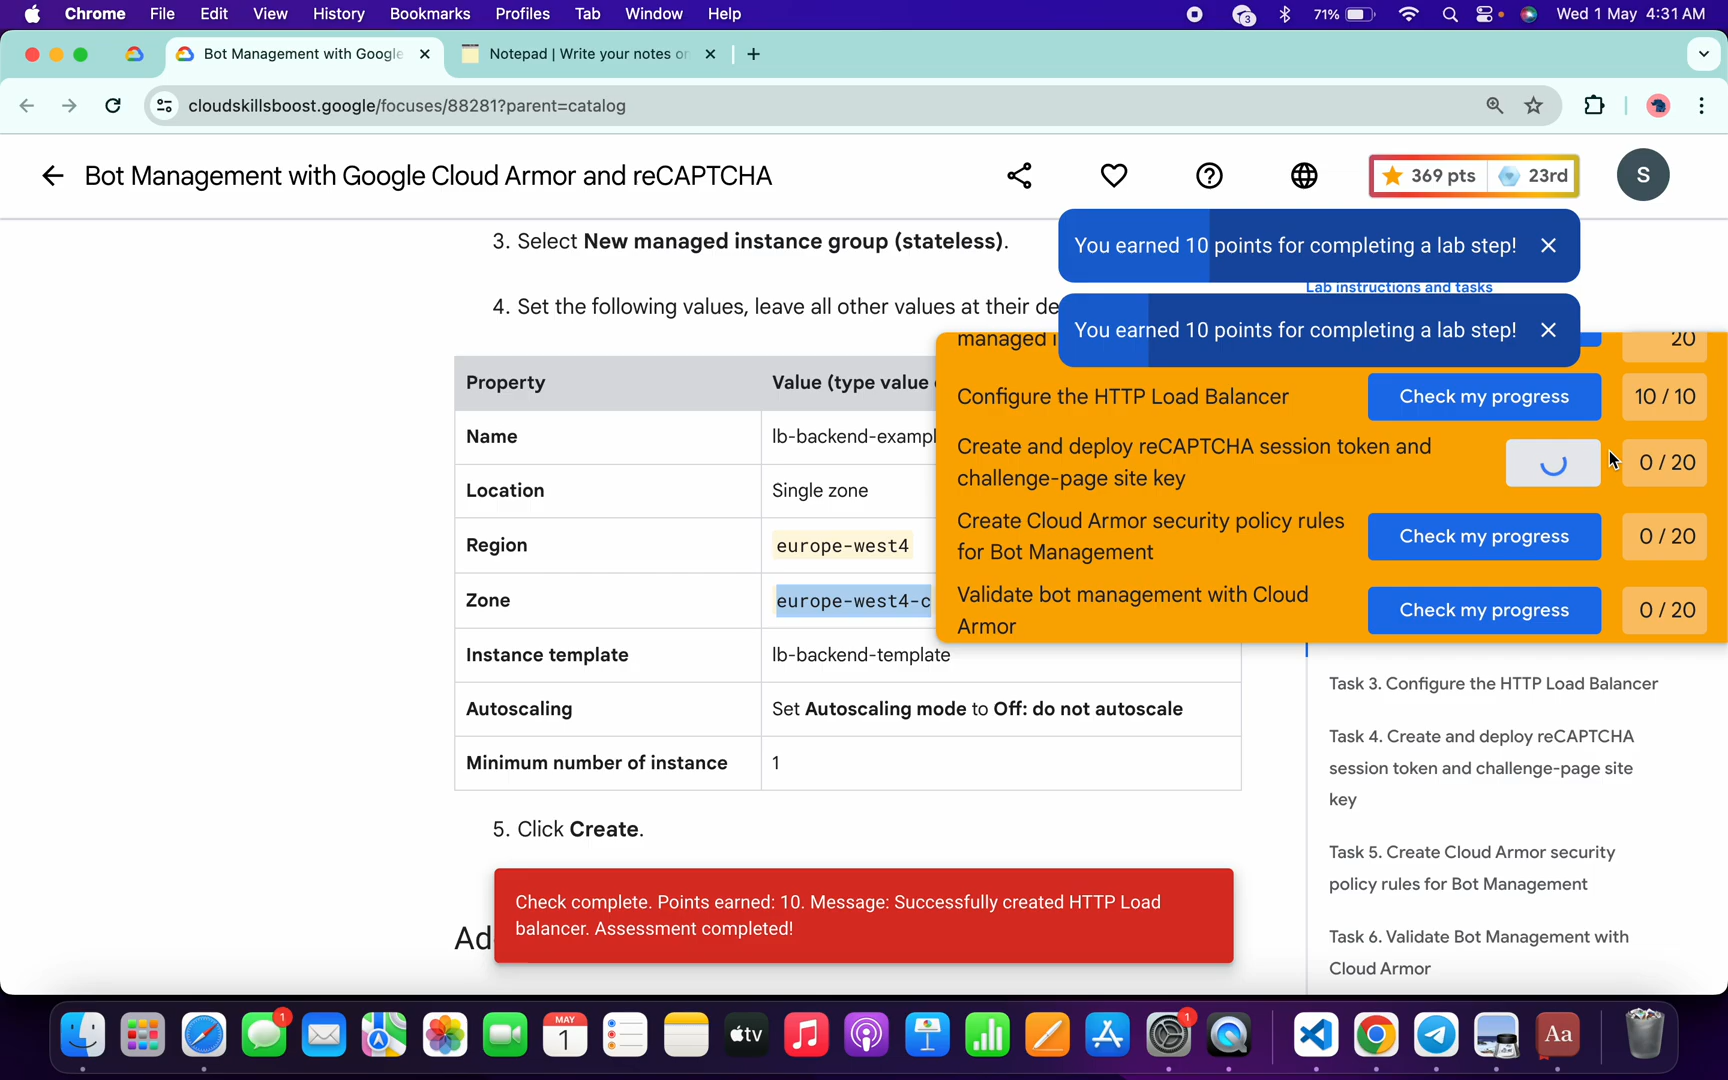 Chrome File Edit View History Bookmarks Profiles Tab Window Help 3 71% Wed 1 May 4:31 AM
Bot Management with Google Notepad | Write your notes on
cloudskillsboost.google/focuses/88281?parent=catalog
Bot Management with Google Cloud Armor and reCAPTCHA 369 pts 23rd S
3. Select New managed instance group (stateless).
You earned 10 points for completing a lab step!
Lab instructions and tasks
4. Set the following values, leave all other values at their de
You earned 10 points for completing a lab step!
managed i 20
Property Value (type value
Configure the HTTP Load Balancer Check my progress 10 / 10
Name lb-backend-exampl
Create and deploy reCAPTCHA session token and
challenge-page site key 0 / 20
Location Single zone
Create Cloud Armor security policy rules
for Bot Management Check my progress 0 / 20
Region europe-west4
Zone europe-west4-c
Validate bot management with Cloud
Armor Check my progress 0 / 20
Instance template lb-backend-template
Autoscaling Set Autoscaling mode to Off: do not autoscale
Minimum number of instance 1
5. Click Create.
Check complete. Points earned: 10. Message: Successfully created HTTP Load
balancer. Assessment completed!
Ad
Task 3. Configure the HTTP Load Balancer
Task 4. Create and deploy reCAPTCHA
session token and challenge-page site
key
Task 5. Create Cloud Armor security
policy rules for Bot Management
Task 6. Validate Bot Management with
Cloud Armor
1 MAY 1 tv 1 Aa